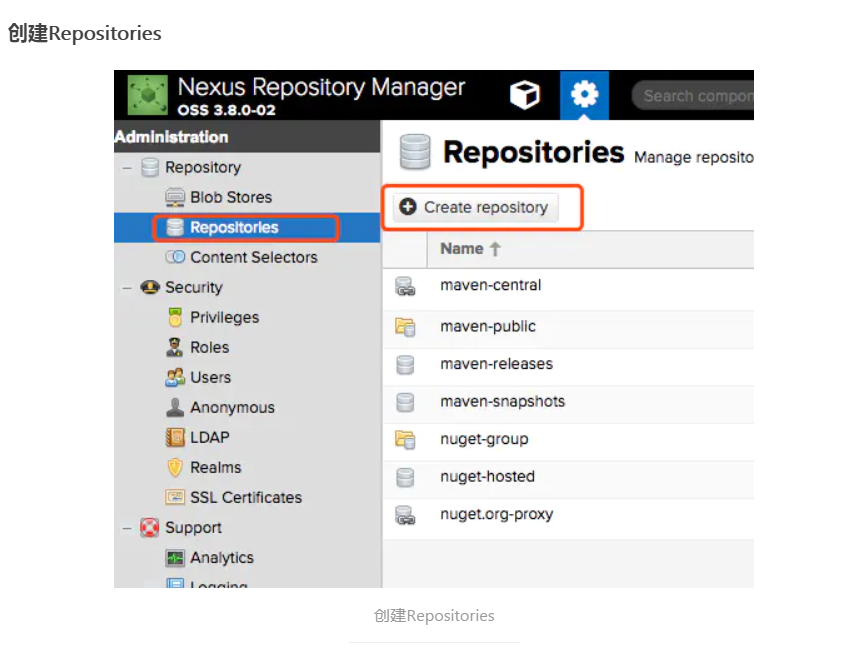 创建Repositories
Nexus Repository Manager
OSS 3.8.0-02
Search compon
Administration
Repository
Blob Stores
Repositories
Content Selectors
Security
Privileges
Roles
Users
Anonymous
LDAP
Realms
SSL Certificates
Support
Analytics
Logging
Repositories Manage reposito
Create repository
Name
maven-central
maven-public
maven-releases
maven-snapshots
nuget-group
nuget-hosted
nuget.org-proxy
创建Repositories